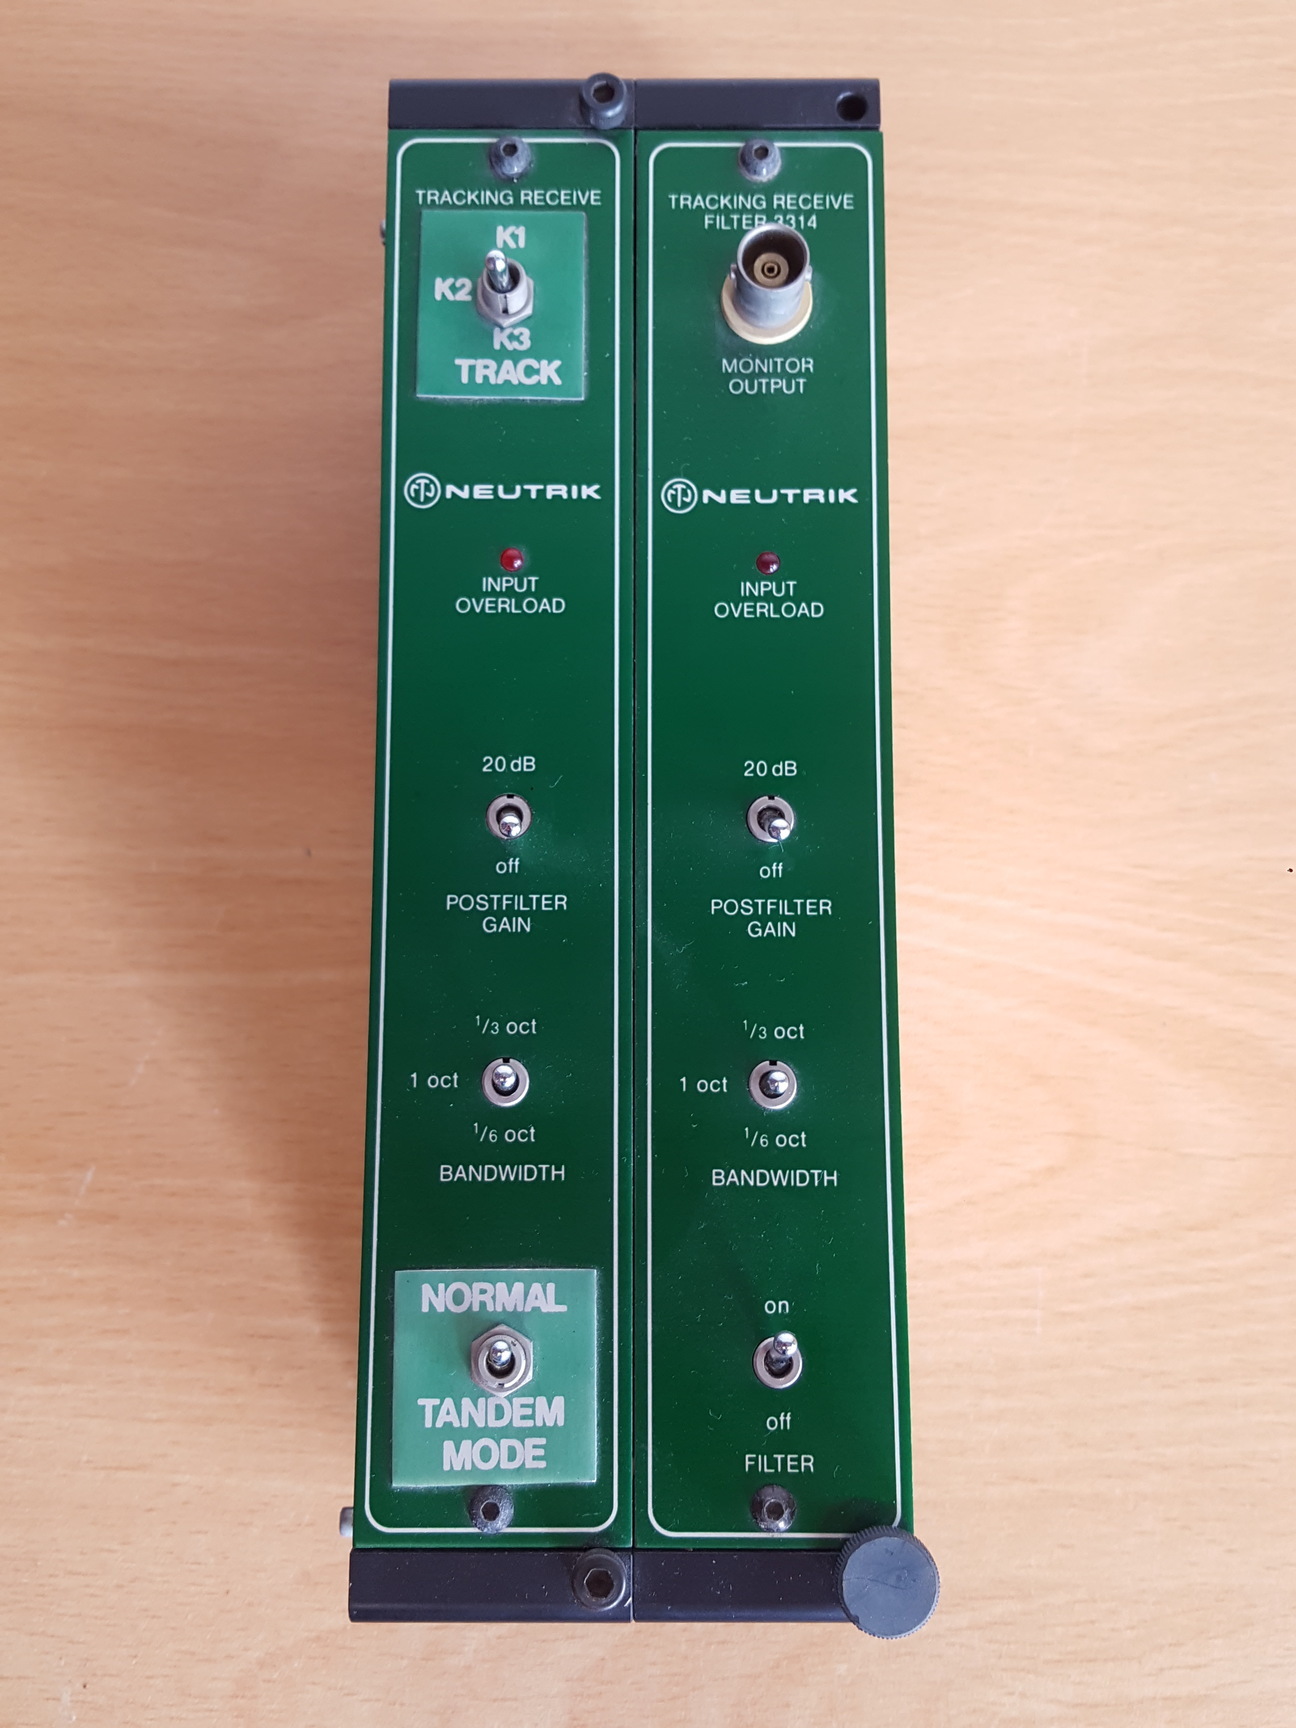 TRACKING RECEIVE
K1
K2
K3
TRACK
NEUTRIK
INPUT
OVERLOAD
20 dB
off
POSTFILTER
GAIN
1/3 oct
1 oct
1/6 oct
BANDWIDTH
NORMAL
TANDEM
MODE
TRACKING RECEIVE
FILTER 3314
MONITOR
OUTPUT
NEUTRIK
INPUT
OVERLOAD
20 dB
off
POSTFILTER
GAIN
1/3 oct
1 oct
1/6 oct
BANDWIDTH
on
off
FILTER